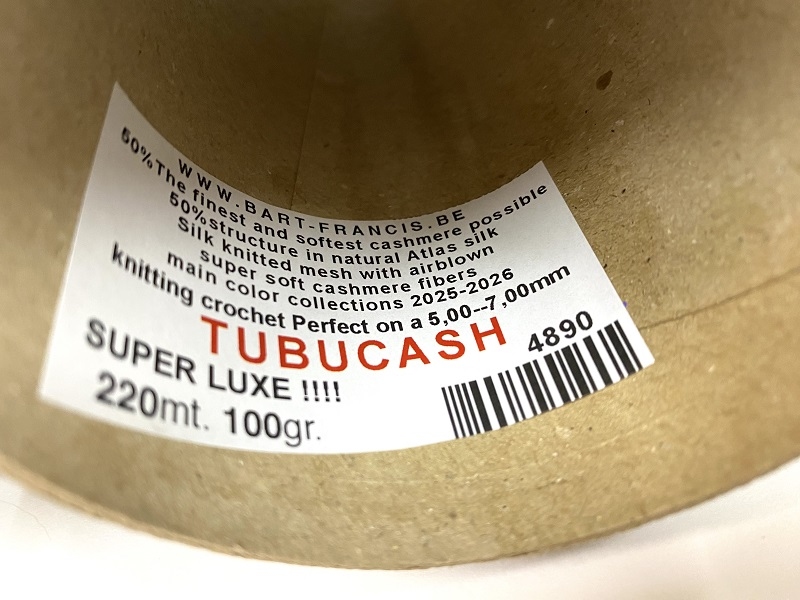 WWW.BART-FRANCIS.BE
50%The finest and softest cashmere possible
50%structure in natural Atlas silk
Silk knitted mesh with airblown
super soft cashmere fibers
main color collections 2025-2026
knitting crochet Perfect on a 5,00--7,00mm
TUBUCASH
4890
SUPER LUXE !!!!
220mt. 100gr.